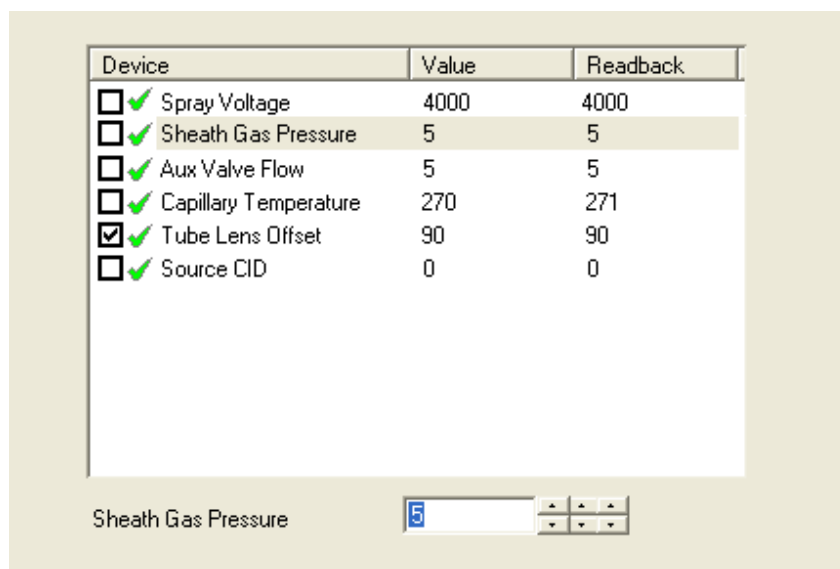 Device Value Readback
Spray Voltage 4000 4000
Sheath Gas Pressure 5 5
Aux Valve Flow 5 5
Capillary Temperature 270 271
Tube Lens Offset 90 90
Source CID 0 0
Sheath Gas Pressure 5